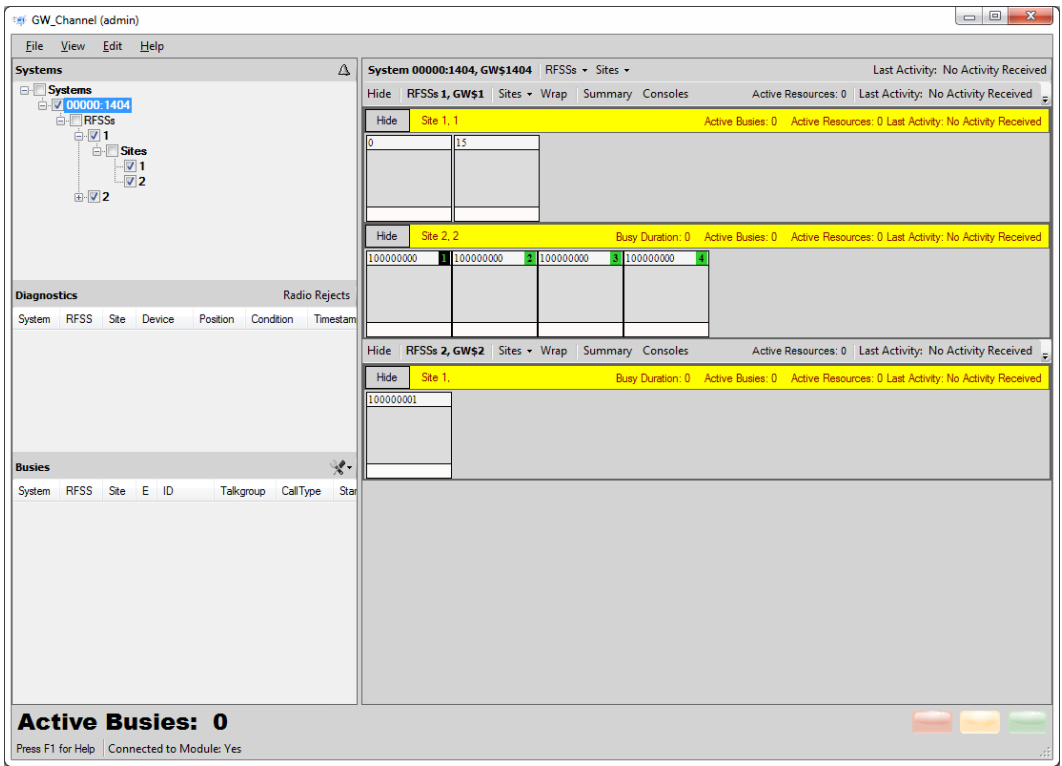 GW_Channel (admin)
File View Edit Help
Systems
Systems
00000:1404
RFSSs
1
Sites
1
2
2
Diagnostics Radio Rejects
System RFSS Site Device Position Condition Timestam
Busies
System RFSS Site E ID Talkgroup CallType Star
System 00000:1404, GW$1404 RFSSs Sites Last Activity: No Activity Received
Hide RFSSs 1, GW$1 Sites Wrap Summary Consoles Active Resources: 0 Last Activity: No Activity Received
Hide Site 1, 1 Active Busies: 0 Active Resources: 0 Last Activity: No Activity Received
0 15
Hide Site 2, 2 Busy Duration: 0 Active Busies: 0 Active Resources: 0 Last Activity: No Activity Received
100000000 1 100000000 2 100000000 3 100000000 4
Hide RFSSs 2, GW$2 Sites Wrap Summary Consoles Active Resources: 0 Last Activity: No Activity Received
Hide Site 1, Busy Duration: 0 Active Busies: 0 Active Resources: 0 Last Activity: No Activity Received
100000001
Active Busies: 0
Press F1 for Help Connected to Module: Yes